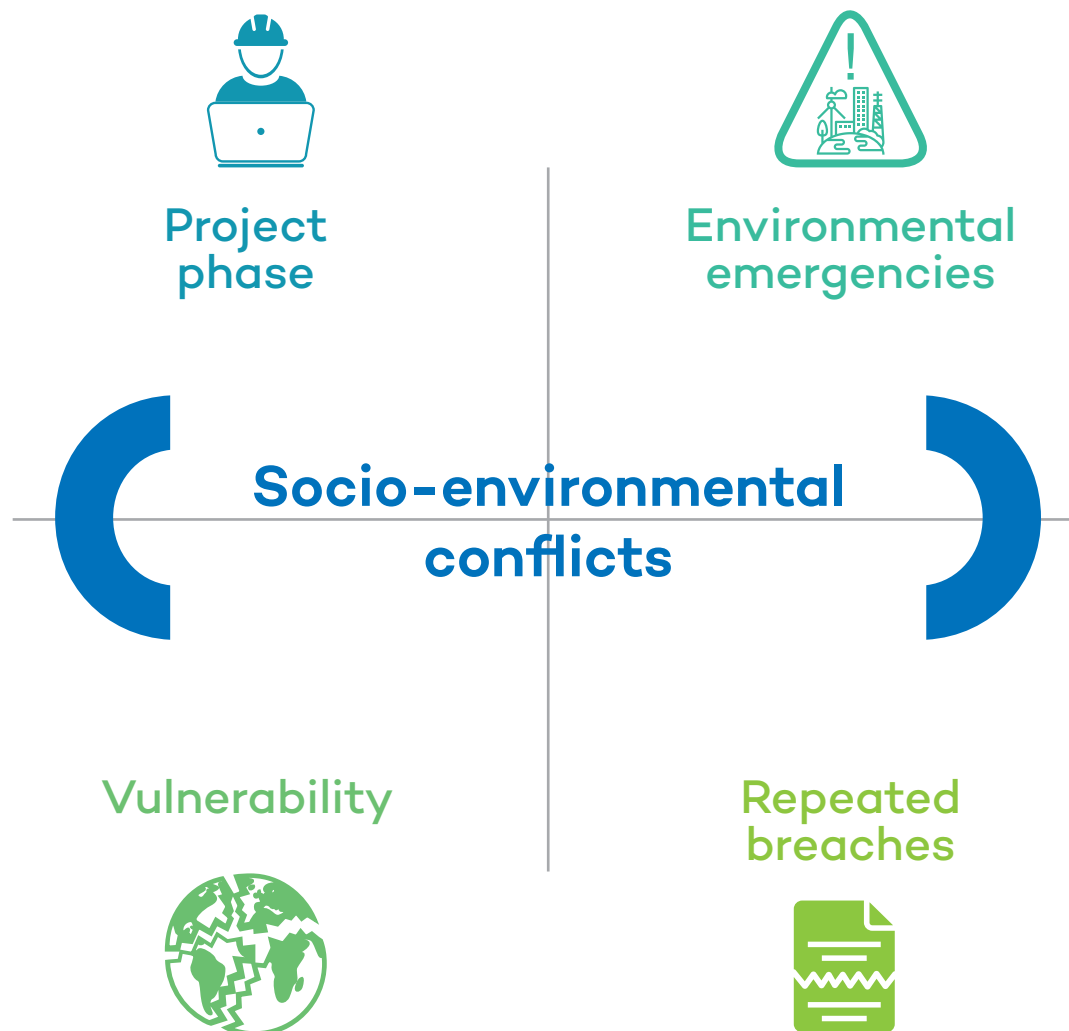 Project
phase
Environmental
emergencies
Socio-environmental
conflicts
Vulnerability
Repeated
breaches